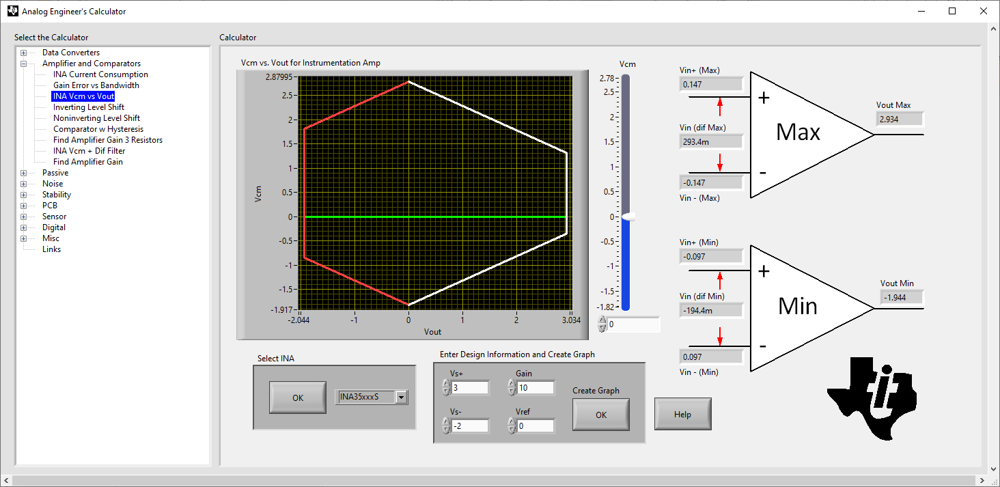 Analog Engineer's Calculator
Select the Calculator
Data Converters
Amplifier and Comparators
INA Current Consumption
Gain Error vs Bandwidth
INA Vcm vs Vout
Inverting Level Shift
Noninverting Level Shift
Comparator w Hysteresis
Find Amplifier Gain 3 Resistors
INA Vcm + Dif Filter
Find Amplifier Gain
Passive
Noise
Stability
PCB
Sensor
Digital
Misc
Links
Calculator
Vcm vs. Vout for Instrumentation Amp
2.87995
2.5
2
1.5
1
0.5
0
-0.5
-1
-1.5
-1.917
Vcm
-2.044 -1 0 1 2 3.034
Vout
Vcm
2.78
2.5
2
1.5
1
0.5
0
-0.5
-1
-1.5
-1.82
0
Vin+ (Max)
0.147
Vin (dif Max)
293.4m
-0.147
Vin - (Max)
+
Max
-
Vout Max
2.934
Vin+ (Min)
-0.097
Vin (dif Min)
-194.4m
0.097
Vin - (Min)
+
Min
-
Vout Min
-1.944
Select INA
OK
INA35xxxS
Enter Design Information and Create Graph
Vs+
3
Gain
10
Vs-
-2
Vref
0
Create Graph
OK
Help
ti